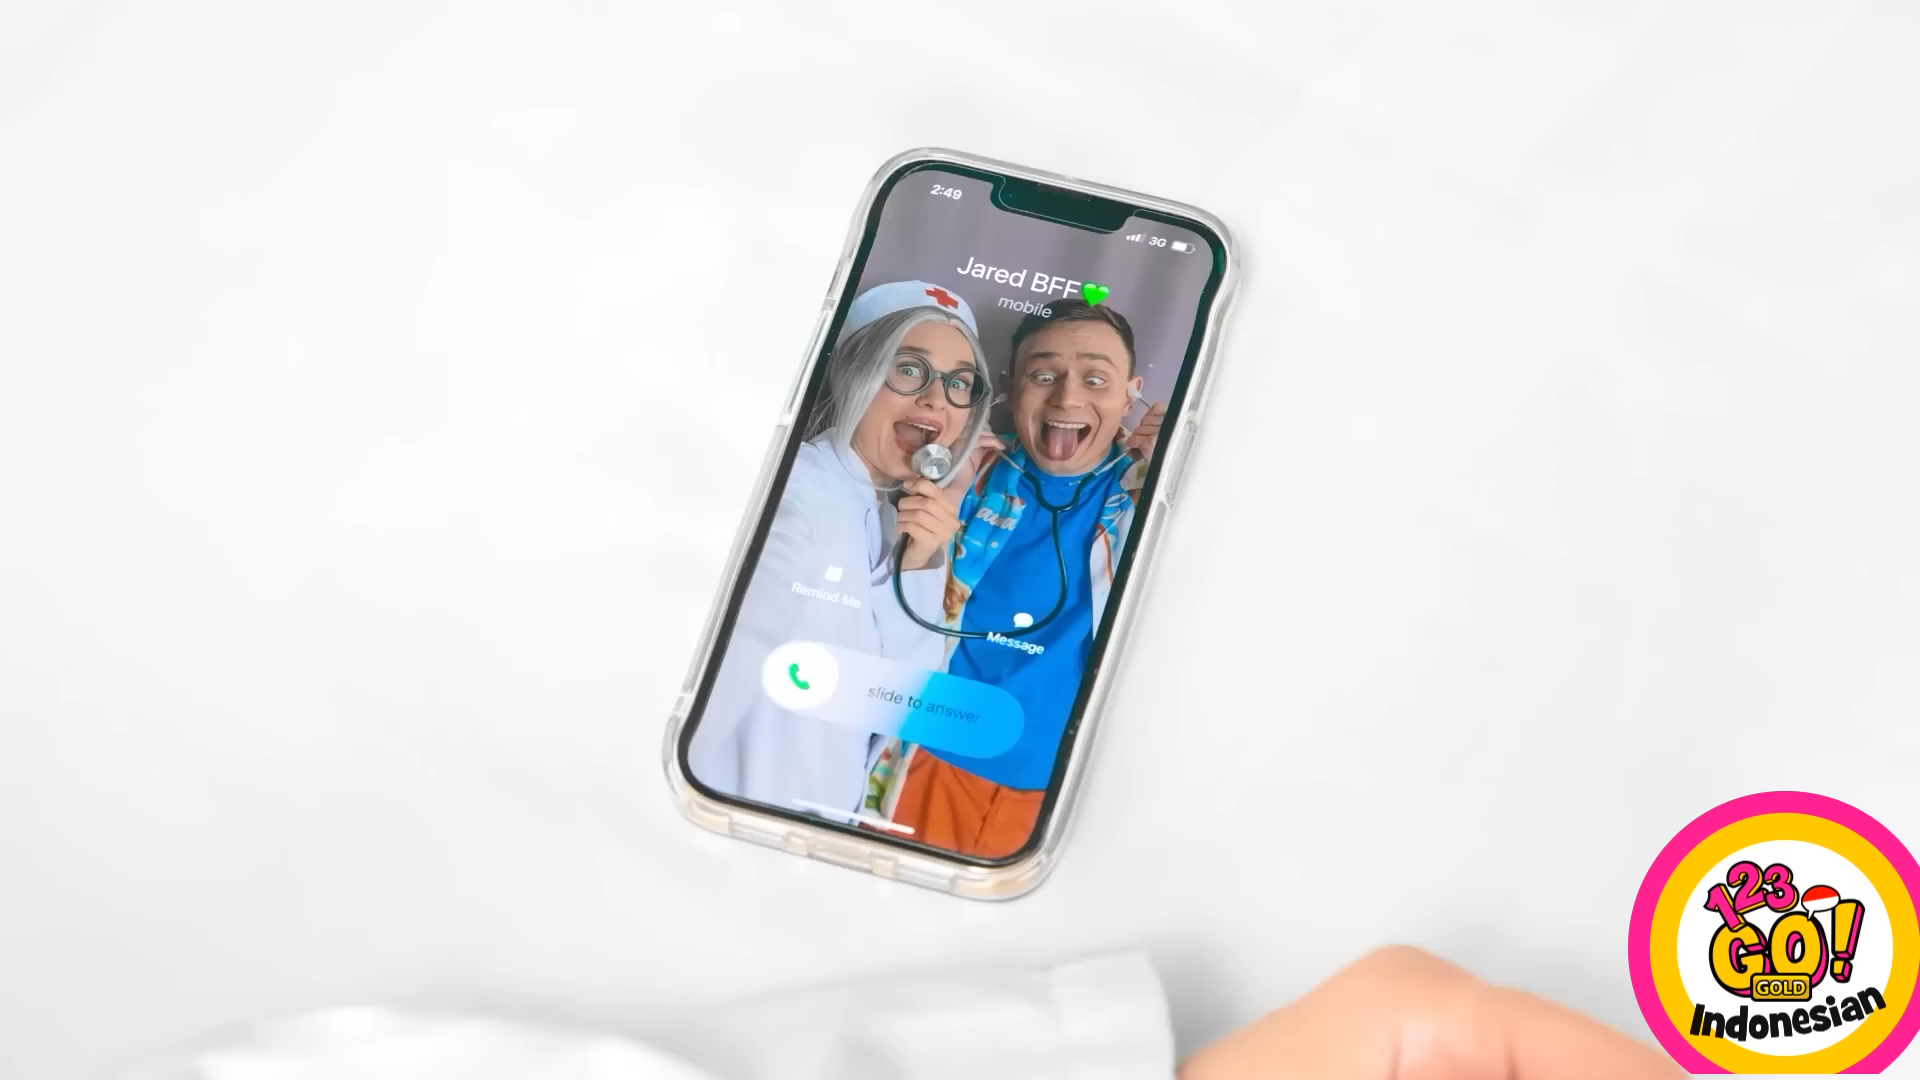 2:49
3G
Jared BFF💚
mobile
Remind Me
Message
slide to answer
123
GO!
GOLD
Indonesian